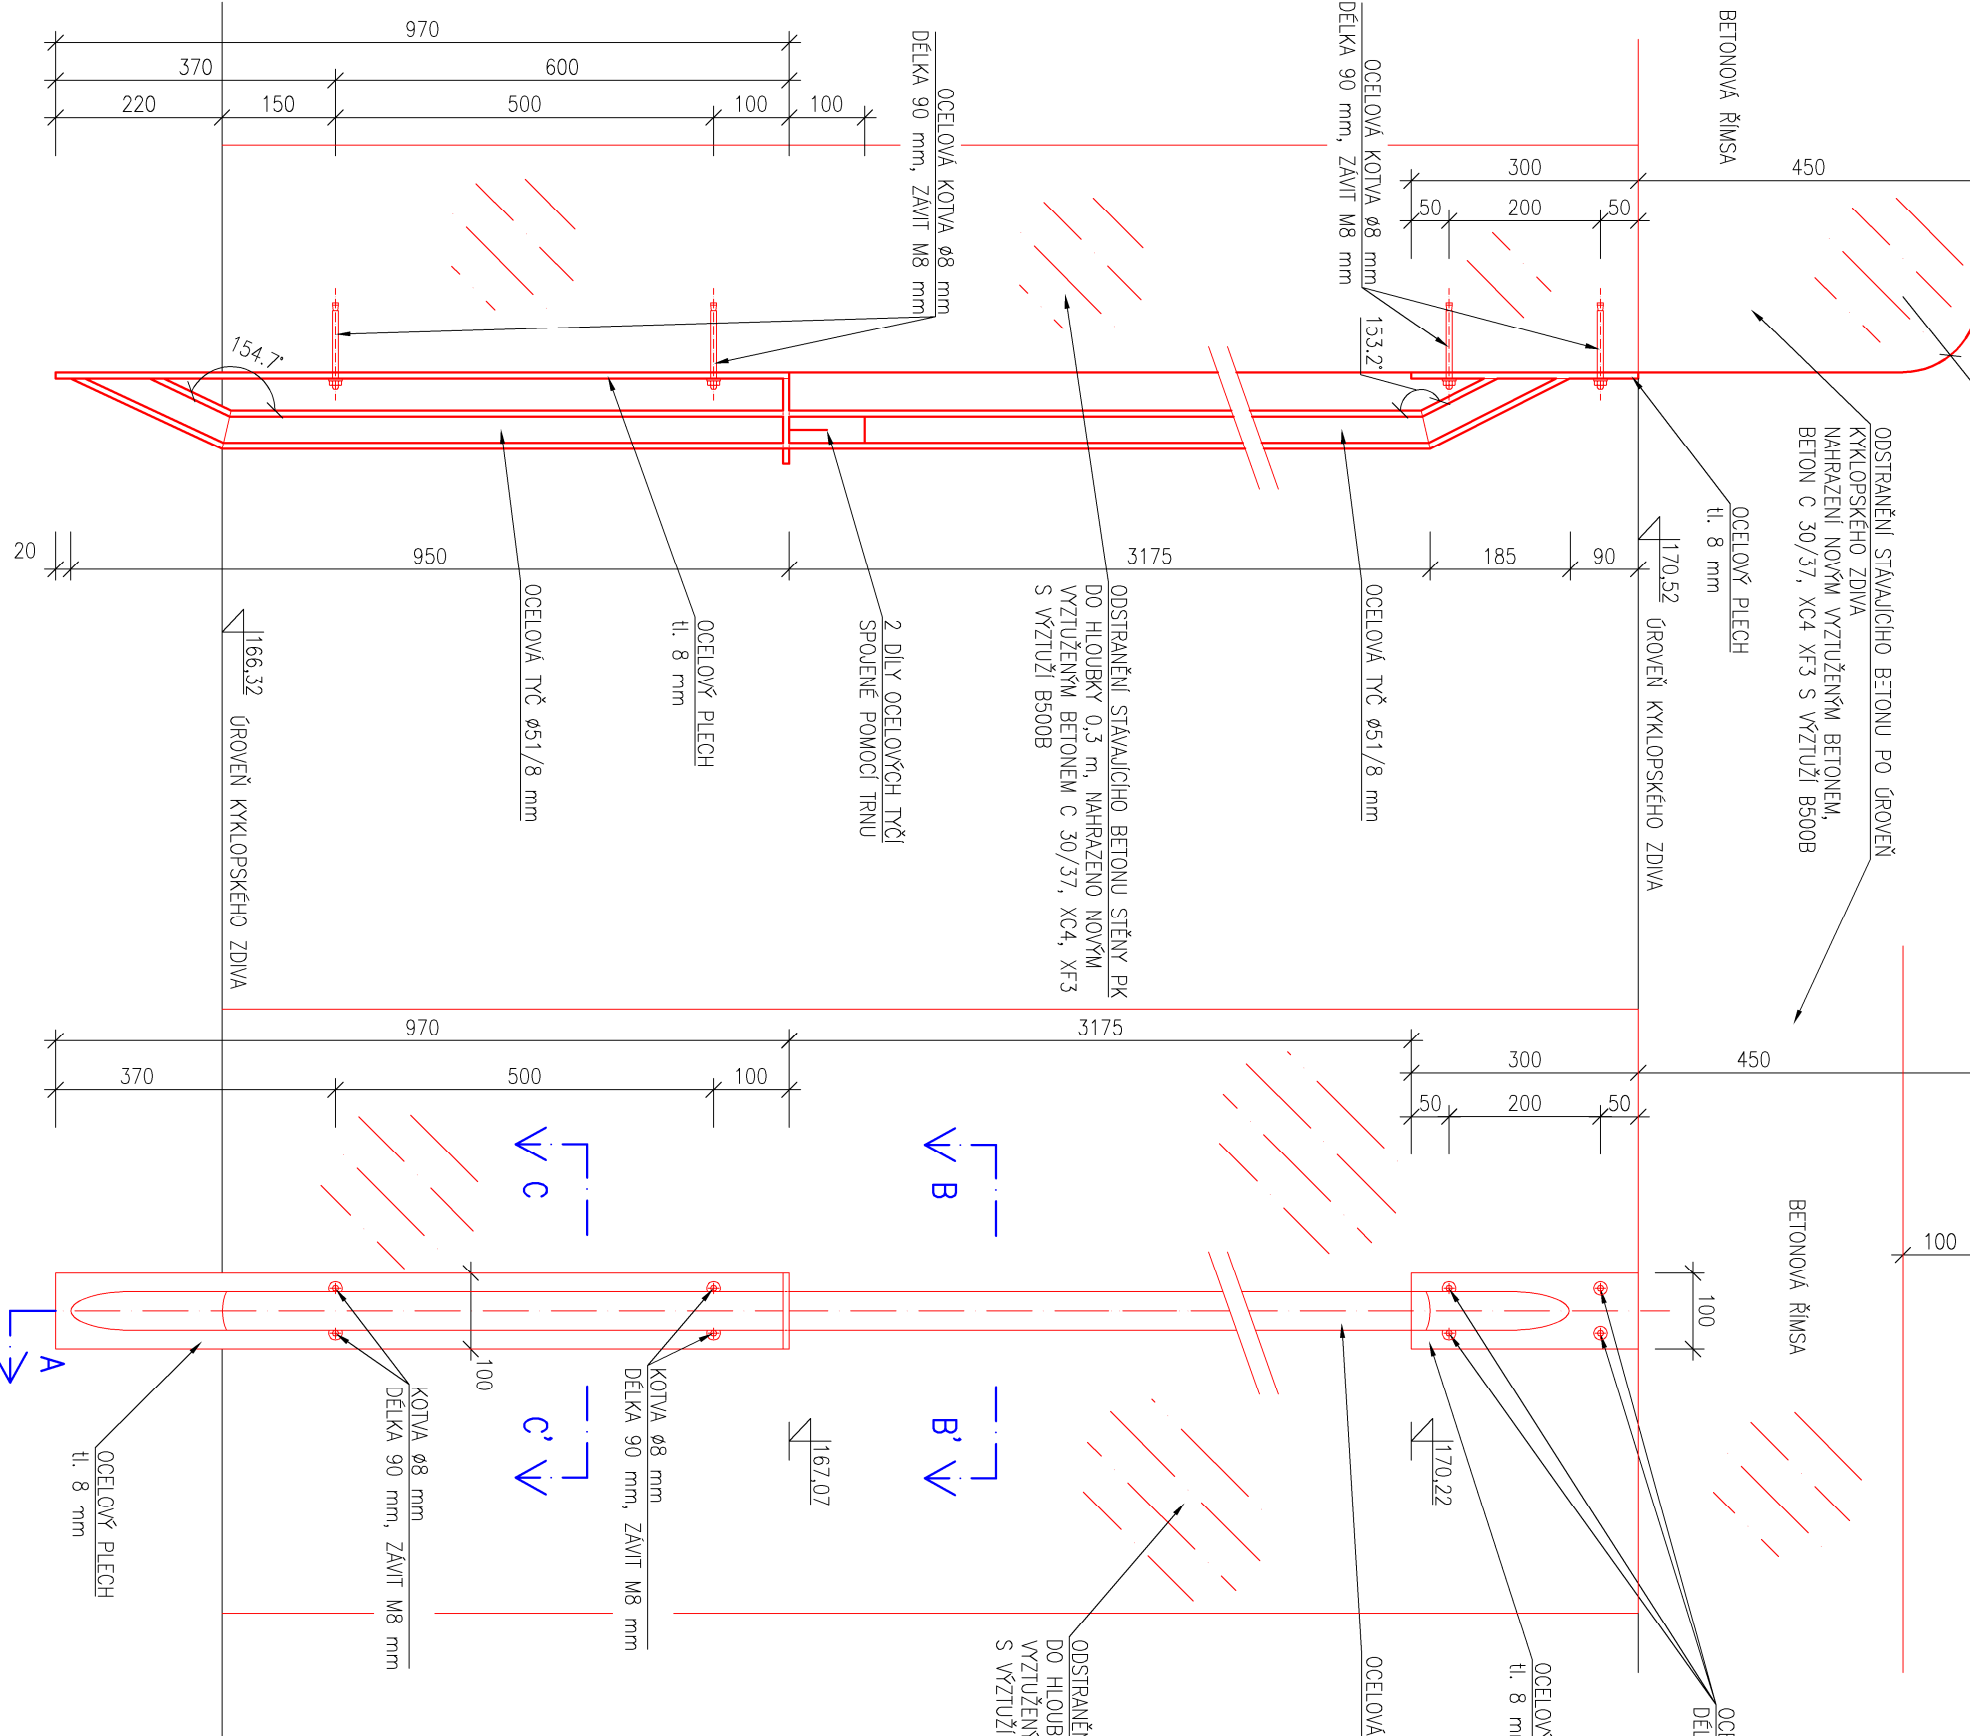 BETONOVÁ ŘÍMSA
450
300
50
200
50
OCELOVÁ KOTVA ø8 mm
DÉLKA 90 mm, ZÁVIT M8 mm
153.2°
970
370
600
220
150
500
100
100
OCELOVÁ KOTVA ø8 mm
DÉLKA 90 mm, ZÁVIT M8 mm
154.7°
20
950
3175
185
90
ODSTRANĚNÍ STÁVAJÍCÍHO BETONU PO ÚROVEŇ
KYKLOPSKÉHO ZDIVA
NAHRAZENÍ NOVÝM VYZTUŽENÝM BETONEM,
BETON C 30/37, XC4 XF3 S VÝZTUŽÍ B500B
OCELOVÝ PLECH
tl. 8 mm
170,52
ÚROVEŇ KYKLOPSKÉHO ZDIVA
OCELOVÁ TYČ ø51/8 mm
ODSTRANĚNÍ STÁVAJÍCÍHO BETONU STĚNY PK
DO HLOUBKY 0,3 m, NAHRAZENO NOVÝM
VYZTUŽENÝM BETONEM C 30/37, XC4, XF3
S VÝZTUŽÍ B500B
2 DÍLY OCELOVÝCH TYČÍ
SPOJENÉ POMOCÍ TRNU
OCELOVÝ PLECH
tl. 8 mm
OCELOVÁ TYČ ø51/8 mm
166,32
ÚROVEŇ KYKLOPSKÉHO ZDIVA
970
3175
300
450
370
500
100
50
200
50
BETONOVÁ ŘÍMSA
100
100
C
B
A
C'
B'
100
170,22
167,07
KOTVA ø8 mm
DÉLKA 90 mm, ZÁVIT M8 mm
KOTVA ø8 mm
DÉLKA 90 mm, ZÁVIT M8 mm
OCELOVÝ PLECH
tl. 8 mm
OCELOVÁ
tl. 8
DO HLOUB
S VÝZTUŽÍ